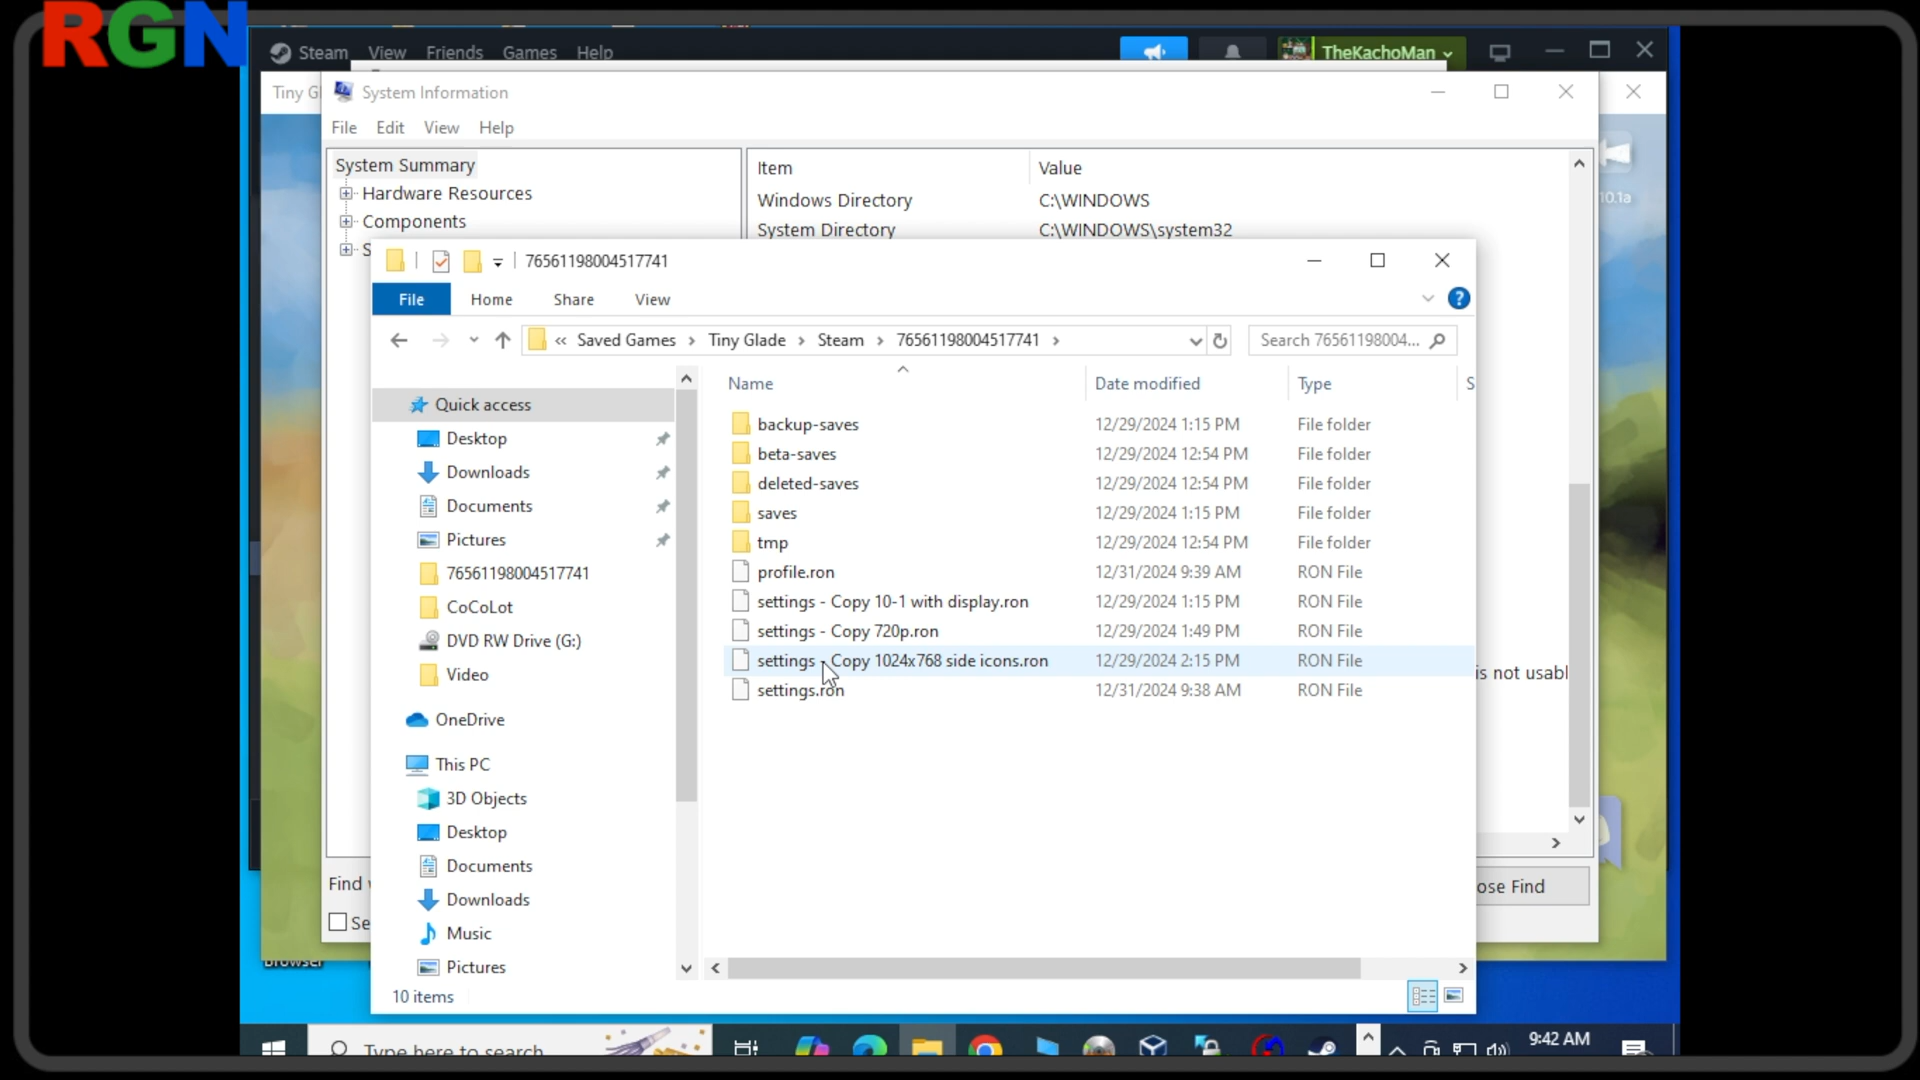 RGN
Steam View Friends Games Help
TheKachoMan
Tiny Gl
System Information
File Edit View Help
System Summary
Hardware Resources
Components
S
Item Value
Windows Directory C:\WINDOWS
System Directory C:\WINDOWS\system32
10.1a
76561198004517741
File Home Share View
« Saved Games > Tiny Glade > Steam > 76561198004517741 >
Search 76561198004...
Name Date modified Type S
Quick access
Desktop
Downloads
Documents
Pictures
76561198004517741
CoCoLot
DVD RW Drive (G:)
Video
OneDrive
This PC
3D Objects
Desktop
Documents
Downloads
Music
Pictures
backup-saves 12/29/2024 1:15 PM File folder
beta-saves 12/29/2024 12:54 PM File folder
deleted-saves 12/29/2024 12:54 PM File folder
saves 12/29/2024 1:15 PM File folder
tmp 12/29/2024 12:54 PM File folder
profile.ron 12/31/2024 9:39 AM RON File
settings - Copy 10-1 with display.ron 12/29/2024 1:15 PM RON File
settings - Copy 720p.ron 12/29/2024 1:49 PM RON File
settings - Copy 1024x768 side icons.ron 12/29/2024 2:15 PM RON File
settings.ron 12/31/2024 9:38 AM RON File
is not usabl
Find
Se
ose Find
10 items
Browser
Type here to search
9:42 AM